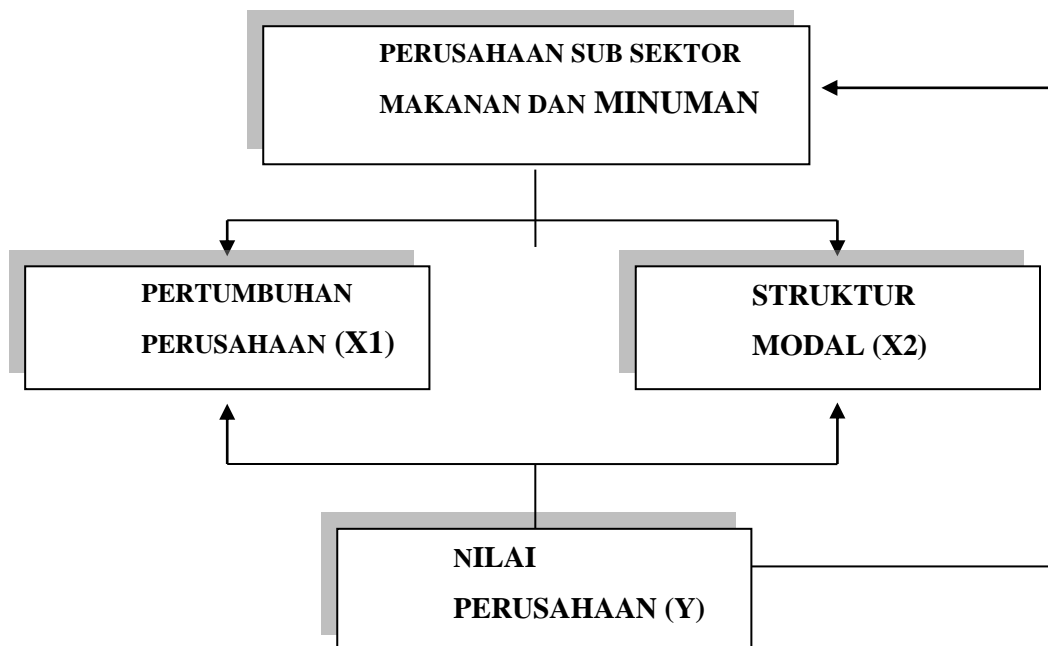 PERUSAHAAN SUB SEKTOR
MAKANAN DAN MINUMAN
PERTUMBUHAN
PERUSAHAAN (X1)
STRUKTUR
MODAL (X2)
NILAI
PERUSAHAAN (Y)